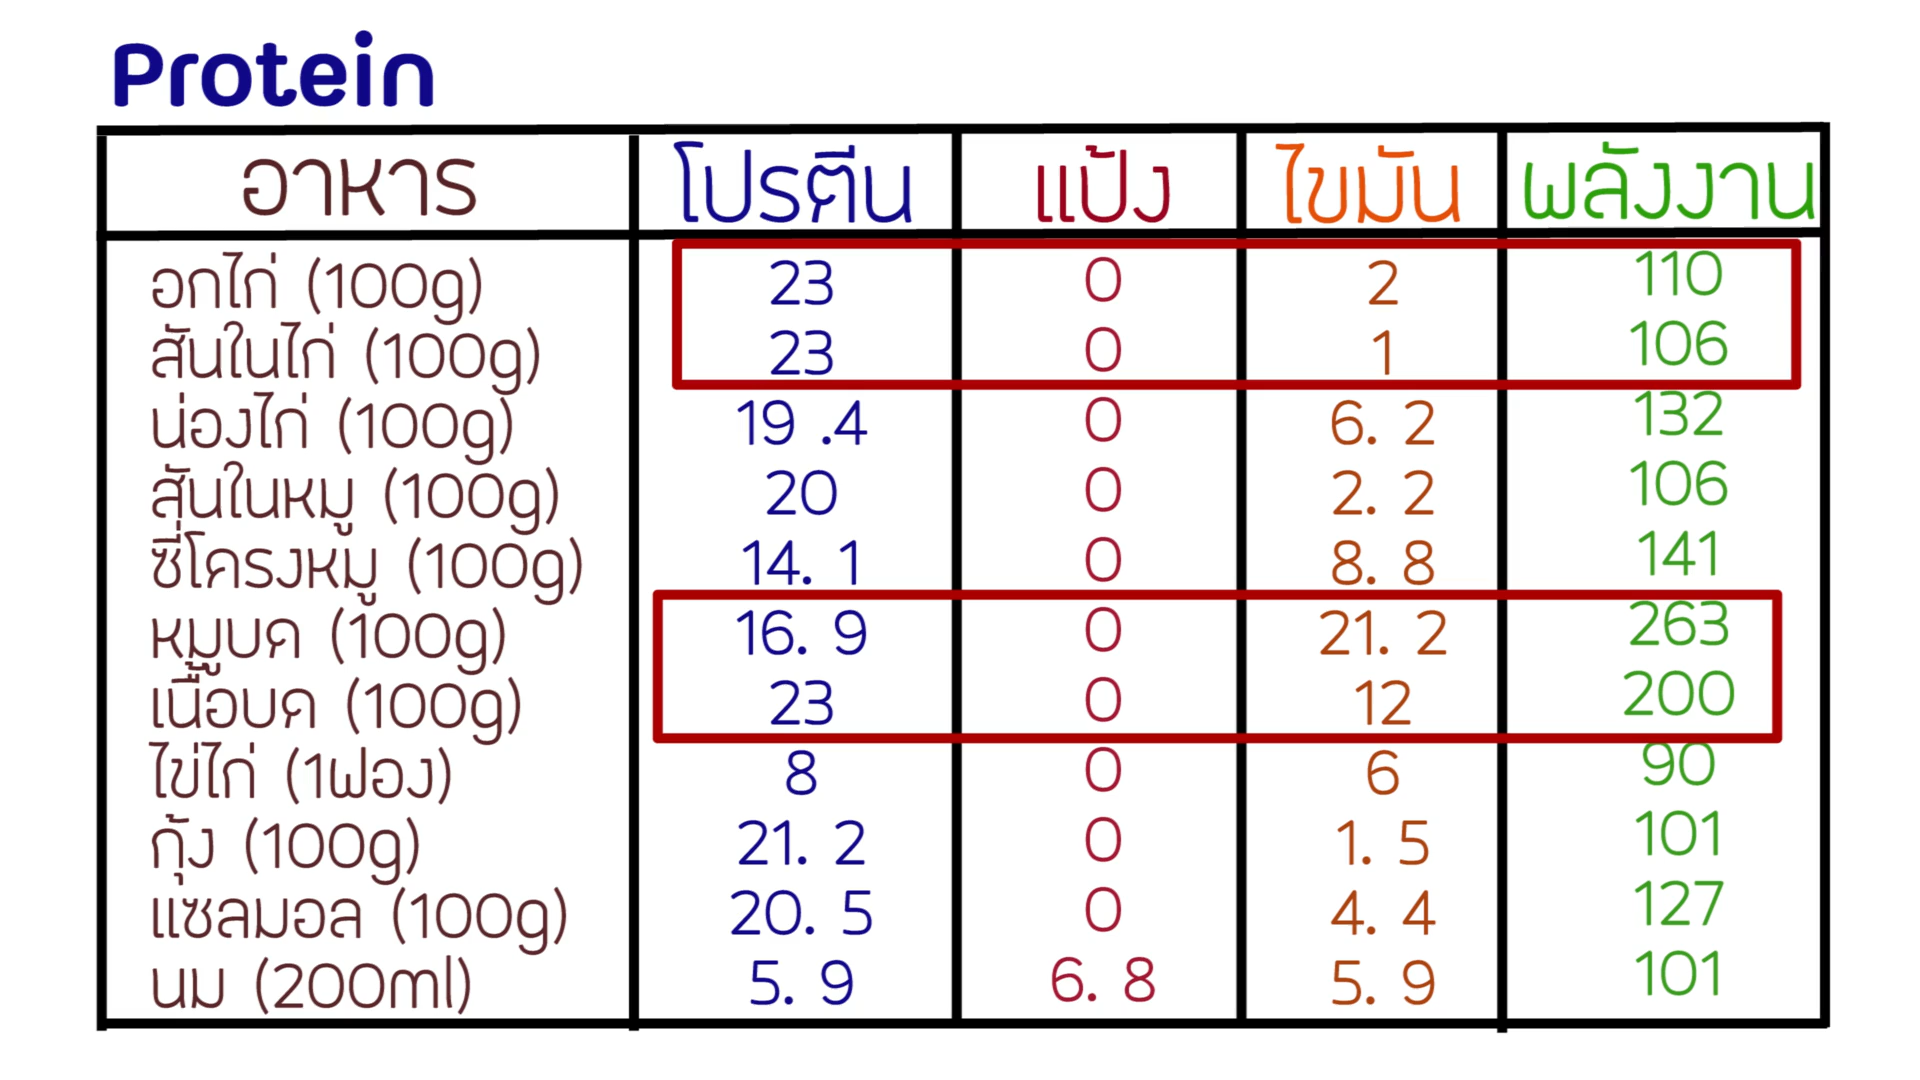 Protein
อาหาร โปรตีน แป้ง ไขมัน พลังงาน
อกไก่ (100g) 23 0 2 110
สันในไก่ (100g) 23 0 1 106
น่องไก่ (100g) 19 .4 0 6. 2 132
สันในหมู (100g) 20 0 2. 2 106
ซี่โครงหมู (100g) 14. 1 0 8. 8 141
หมูบด (100g) 16. 9 0 21. 2 263
เนื้อบด (100g) 23 0 12 200
ไข่ไก่ (1ฟอง) 8 0 6 90
กุ้ง (100g) 21. 2 0 1. 5 101
แซลมอล (100g) 20. 5 0 4. 4 127
นม (200ml) 5. 9 6. 8 5. 9 101